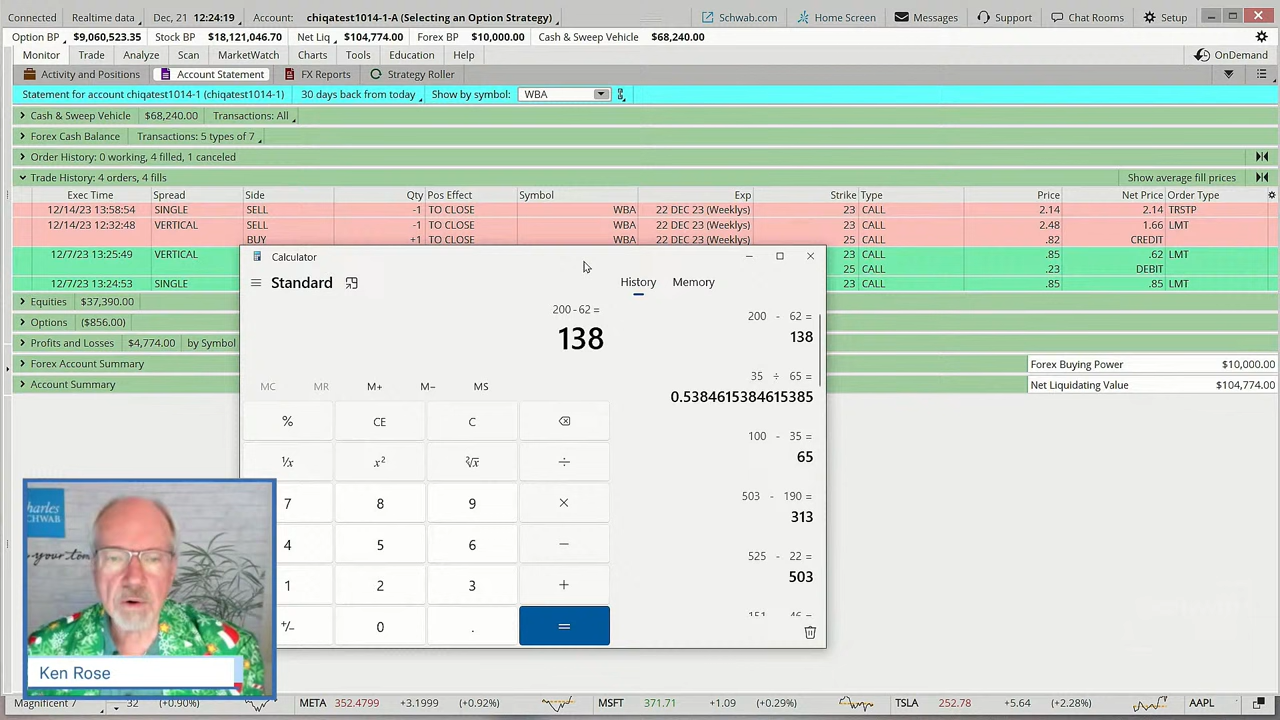 Connected Realtime data Dec, 21 12:24:19 Account: chiqatest1014-1-A (Selecting an Option Strategy) Schwab.com Home Screen Messages Support Chat Rooms Setup
Option BP $9,060,523.35 Stock BP $18,121,046.70 Net Liq $104,774.00 Forex BP $10,000.00 Cash & Sweep Vehicle $68,240.00
Monitor Trade Analyze Scan MarketWatch Charts Tools Education Help OnDemand
Activity and Positions Account Statement FX Reports Strategy Roller
Statement for account chiqatest1014-1 (chiqatest1014-1) 30 days back from today Show by symbol: WBA
Cash & Sweep Vehicle $68,240.00 Transactions: All
Forex Cash Balance Transactions: 5 types of 7
Order History: 0 working, 4 filled, 1 canceled
Trade History: 4 orders, 4 fills Show average fill prices
Exec Time Spread Side Qty Pos Effect Symbol Exp Strike Type Price Net Price Order Type
12/14/23 13:58:54 SINGLE SELL -1 TO CLOSE WBA 22 DEC 23 (Weeklys) 23 CALL 2.14 2.14 TRSTP
12/14/23 12:32:48 VERTICAL SELL -1 TO CLOSE WBA 22 DEC 23 (Weeklys) 23 CALL 2.48 1.66 LMT
BUY +1 TO CLOSE WBA 22 DEC 23 (Weeklys) 25 CALL .82 CREDIT
12/7/23 13:25:49 VERTICAL 23 CALL .85 .62 LMT
25 CALL .23 DEBIT
12/7/23 13:24:53 SINGLE 23 CALL .85 .85 LMT
Equities $37,390.00
Options ($856.00)
Profits and Losses $4,774.00 by Symbol
Forex Account Summary Forex Buying Power $10,000.00
Account Summary Net Liquidating Value $104,774.00
Calculator
Standard History Memory
200 - 62 =
138
MC MR M+ M− MS
% CE C
¹/x x² ²√x ÷
7 8 9 ×
4 5 6 −
1 2 3 +
+/− 0 . =
200 - 62 =
138
35 ÷ 65 =
0.5384615384615385
100 - 35 =
65
503 - 190 =
313
525 - 22 =
503
charles
CHWAB
Ken Rose
Magnificent 7 32 (+0.90%) META 352.4799 +3.1999 (+0.92%) MSFT 371.71 +1.09 (+0.29%) TSLA 252.78 +5.64 (+2.28%) AAPL